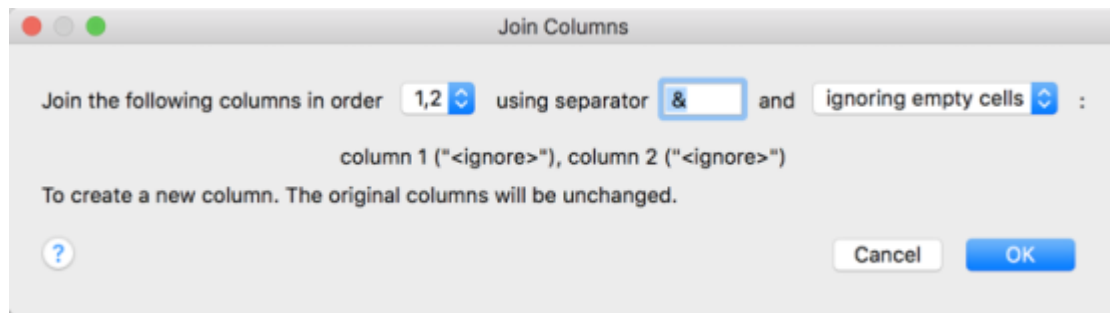 Join Columns
Join the following columns in order 1,2 using separator & and ignoring empty cells :
column 1 ("<ignore>"), column 2 ("<ignore>")
To create a new column. The original columns will be unchanged.
? Cancel OK